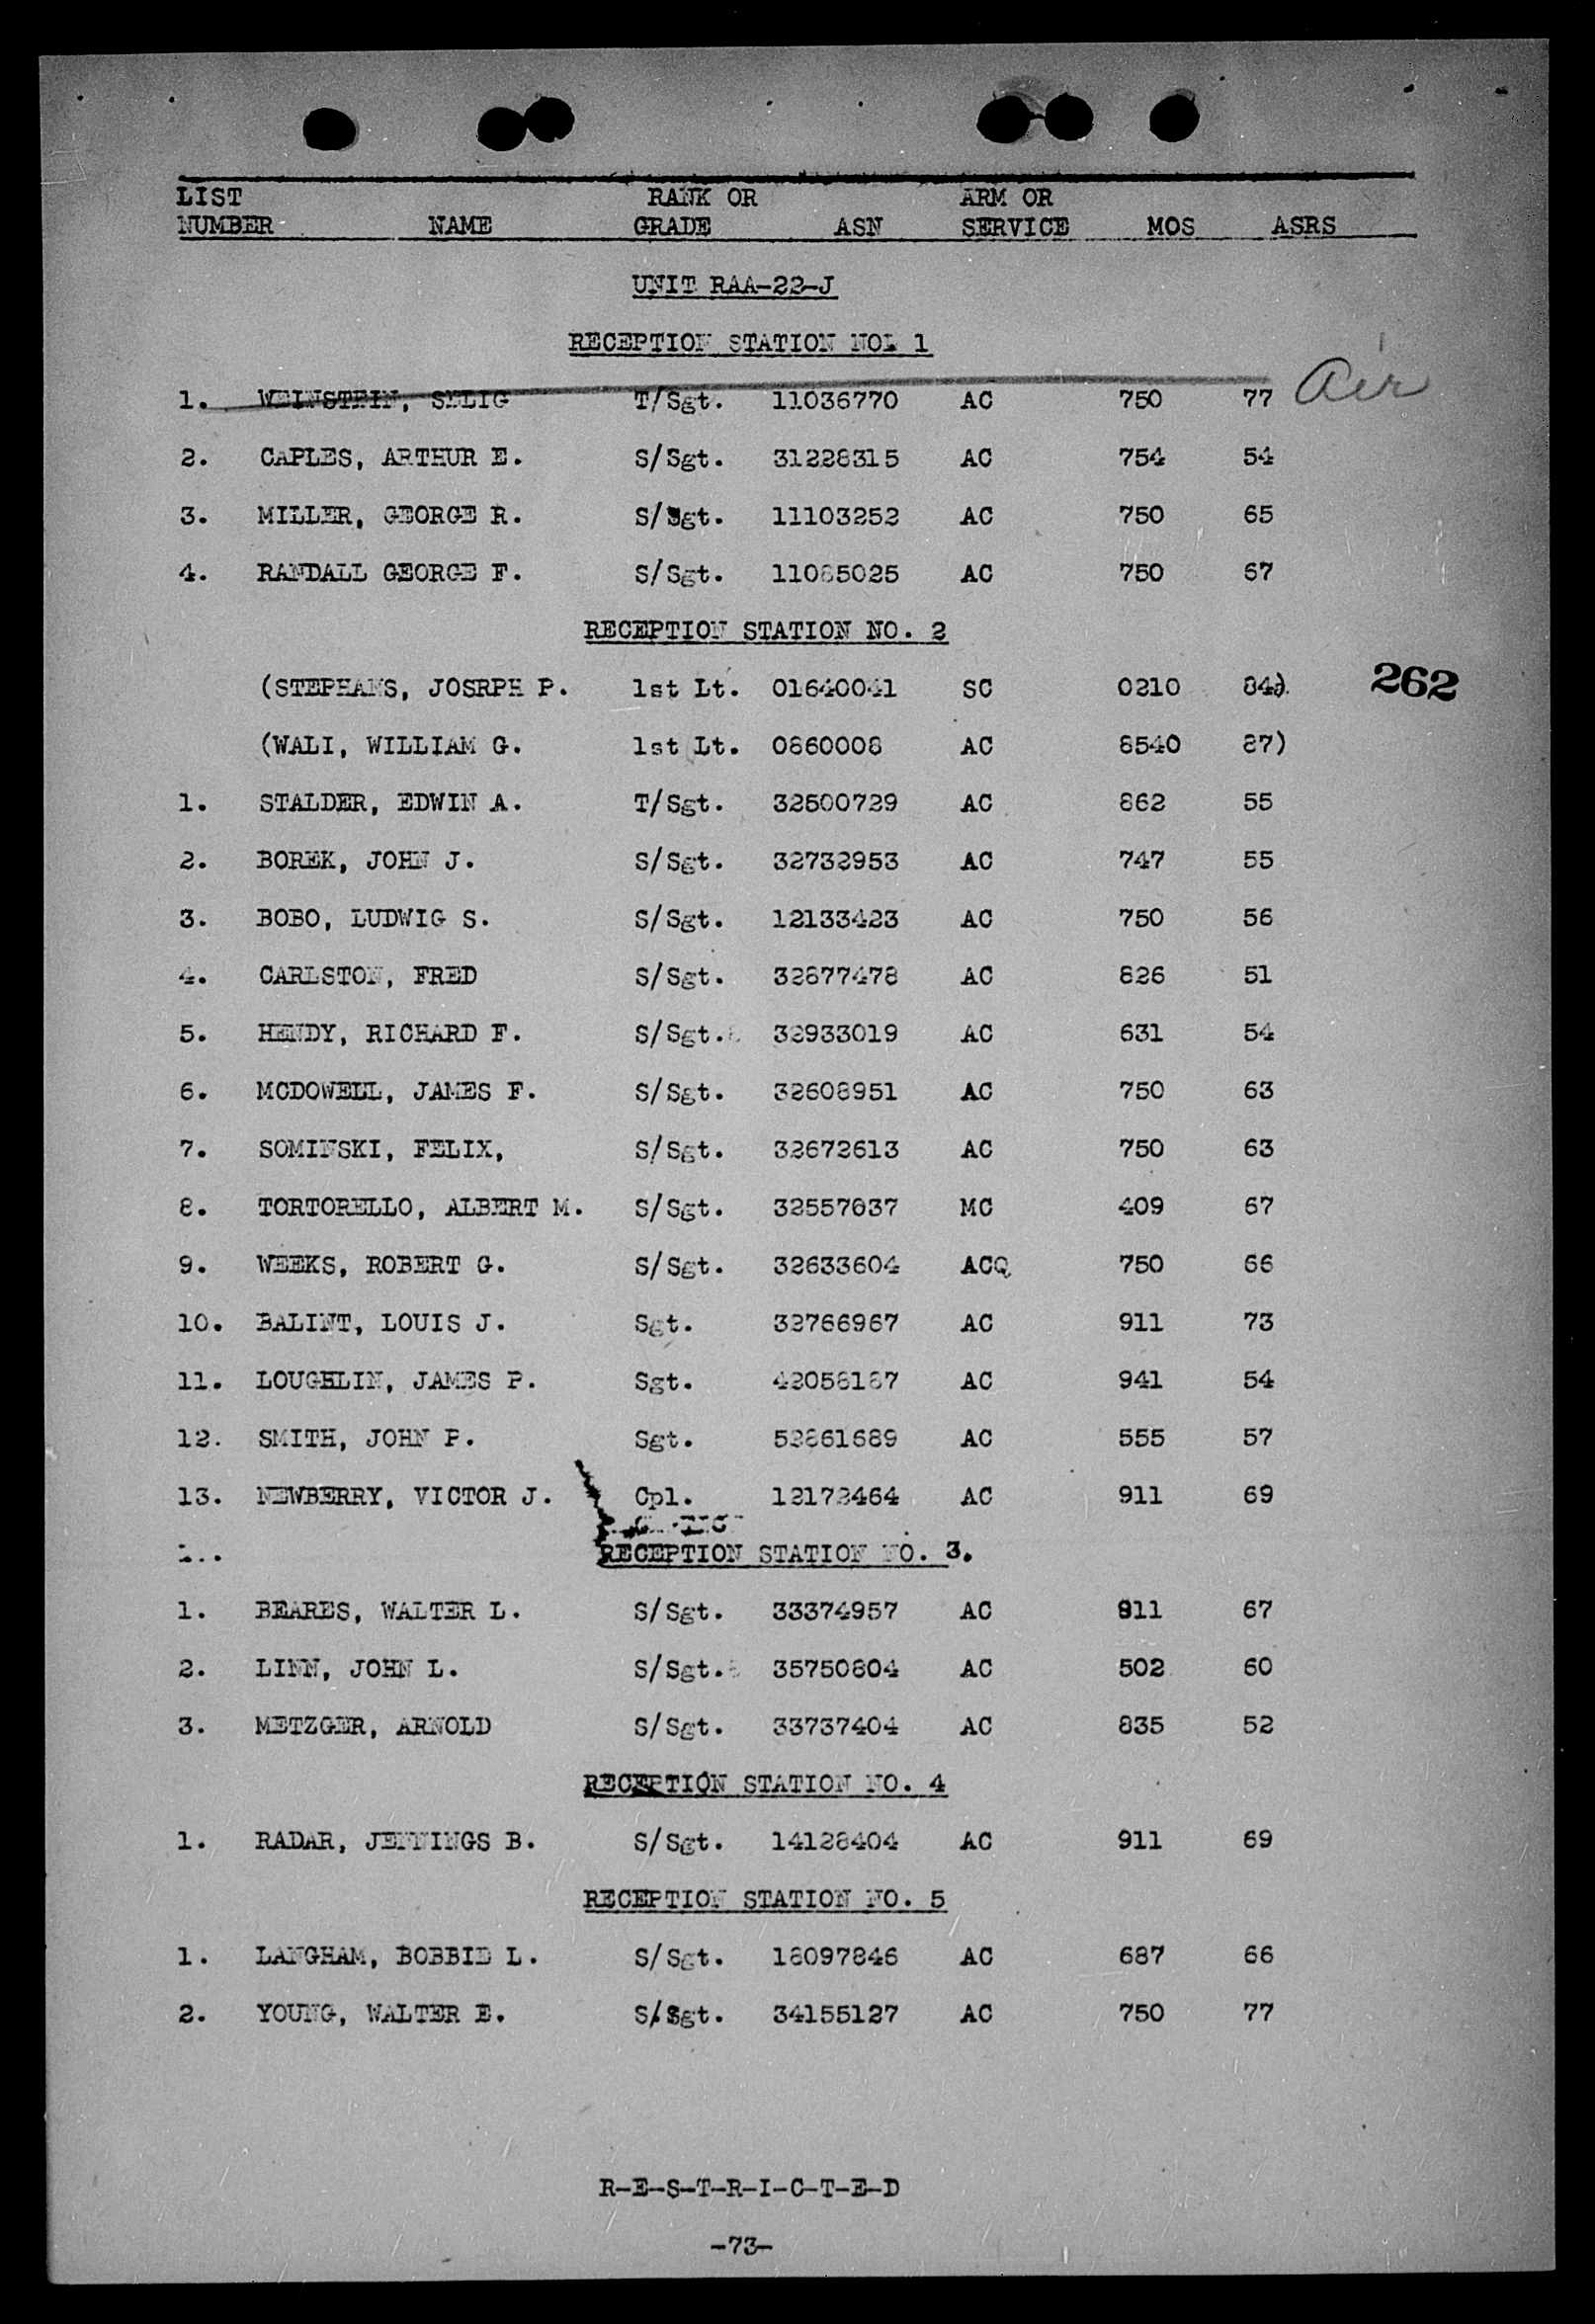 LIST RANK OR ARM OR
NUMBER NAME GRADE ASN SERVICE MOS ASRS
UNIT RAA-22-J
RECEPTION STATION NO. 1
1. WEINSTEIN, SELIG T/Sgt. 11036770 AC 750 77 Air
2. CAPLES, ARTHUR E. S/Sgt. 31228315 AC 754 54
3. MILLER, GEORGE R. S/Sgt. 11103252 AC 750 65
4. RANDALL GEORGE F. S/Sgt. 11085025 AC 750 67
RECEPTION STATION NO. 2
(STEPHANS, JOSRPH P. 1st Lt. 01640041 SC 0210 84) 262
(WALI, WILLIAM G. 1st Lt. 0860008 AC 8540 87)
1. STALDER, EDWIN A. T/Sgt. 32500729 AC 862 55
2. BOREK, JOHN J. S/Sgt. 32732953 AC 747 55
3. BOBO, LUDWIG S. S/Sgt. 12133423 AC 750 56
4. CARLSTON, FRED S/Sgt. 32877478 AC 826 51
5. HENDY, RICHARD F. S/Sgt. 32933019 AC 631 54
6. MCDOWELL, JAMES F. S/Sgt. 32608951 AC 750 63
7. SOMINSKI, FELIX, S/Sgt. 32672613 AC 750 63
8. TORTORELLO, ALBERT M. S/Sgt. 32557037 MC 409 67
9. WEEKS, ROBERT G. S/Sgt. 32633604 ACQ 750 66
10. BALINT, LOUIS J. Sgt. 32766967 AC 911 73
11. LOUGHLIN, JAMES P. Sgt. 42058187 AC 941 54
12. SMITH, JOHN P. Sgt. 52861689 AC 555 57
13. NEWBERRY, VICTOR J. Cpl. 12172464 AC 911 69
RECEPTION STATION NO. 3.
1. BEARES, WALTER L. S/Sgt. 33374957 AC 911 67
2. LINN, JOHN L. S/Sgt. 35750804 AC 502 60
3. METZGER, ARNOLD S/Sgt. 33737404 AC 835 52
RECEPTION STATION NO. 4
1. RADAR, JENNINGS B. S/Sgt. 14128404 AC 911 69
RECEPTION STATION NO. 5
1. LANGHAM, BOBBIE L. S/Sgt. 18097846 AC 687 66
2. YOUNG, WALTER E. S/Sgt. 34155127 AC 750 77
R-E-S-T-R-I-C-T-E-D
-73-